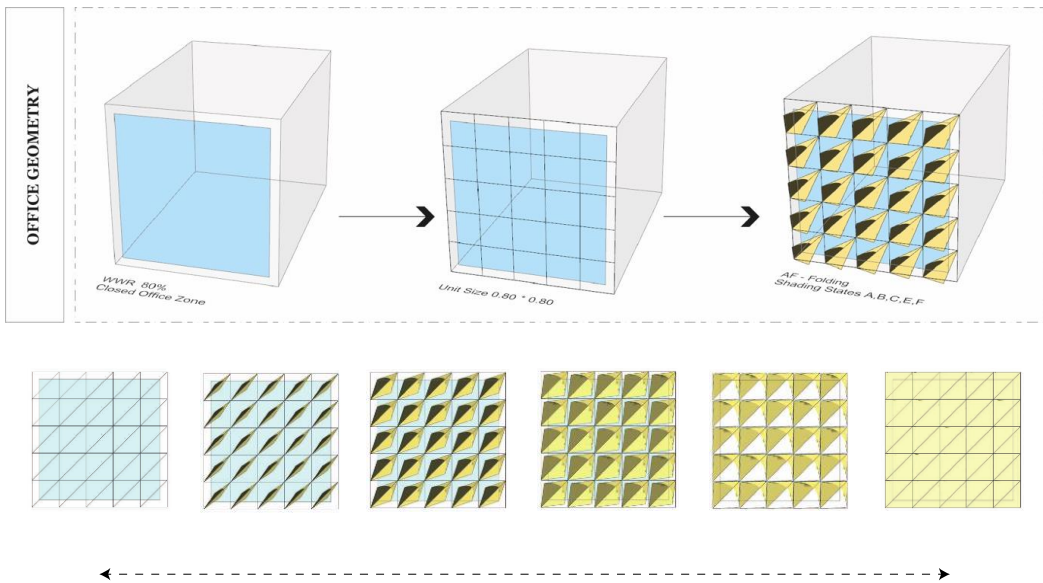 OFFICE GEOMETRY
WWR 80%
Closed Office Zone
Unit Size 0.80 * 0.80
AF - Folding
Shading States A,B,C,E,F